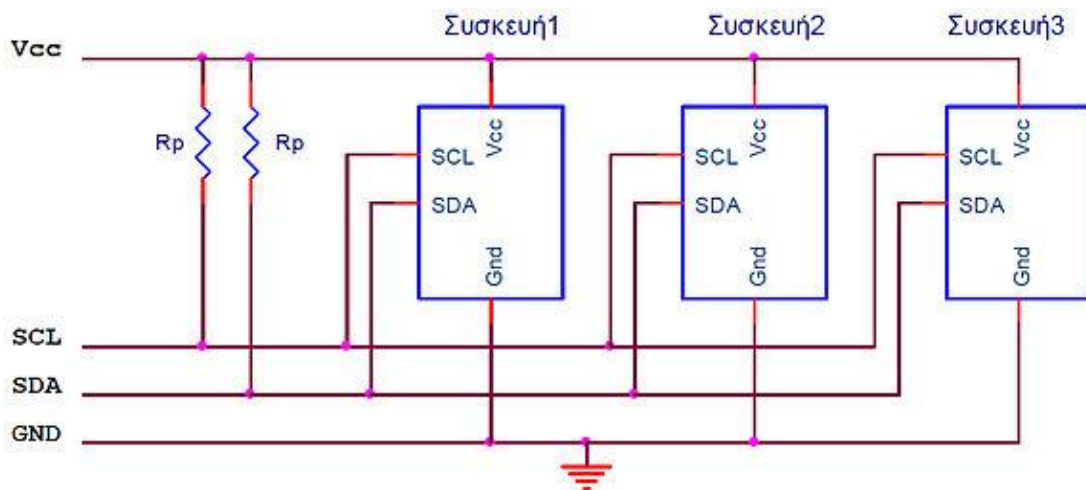 Συσκευή1 Συσκευή2 Συσκευή3
Vcc
Rp Rp
Vcc Vcc Vcc
SCL SCL SCL
SDA SDA SDA
Gnd Gnd Gnd
SCL
SDA
GND